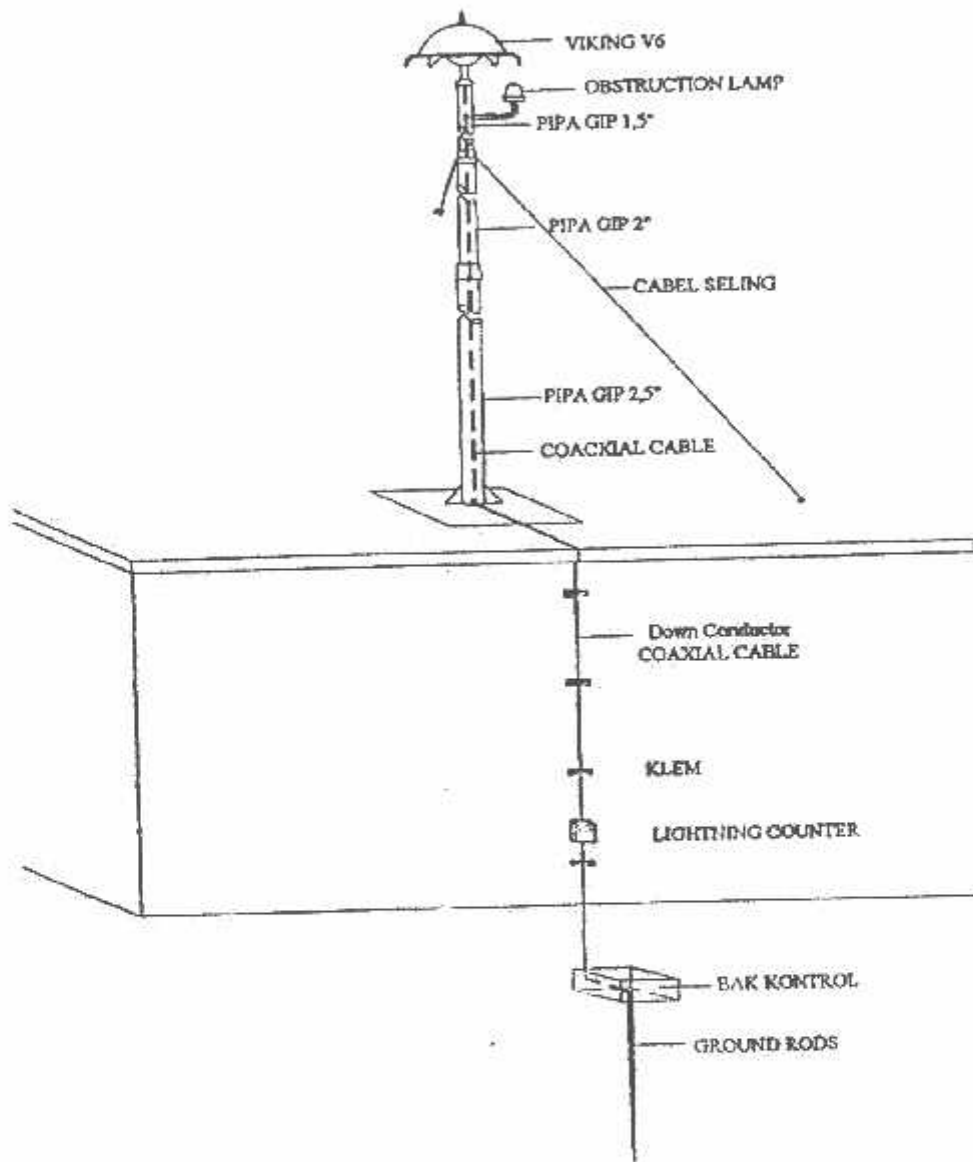 VIKING V6
OBSTRUCTION LAMP
PIPA GIP 1,5"
PIPA GIP 2"
CABEL SELING
PIPA GIP 2,5"
COACXIAL CABLE
Down Conductor
COAXIAL CABLE
KLEM
LIGHTNING COUNTER
BAK KONTROL
GROUND RODS